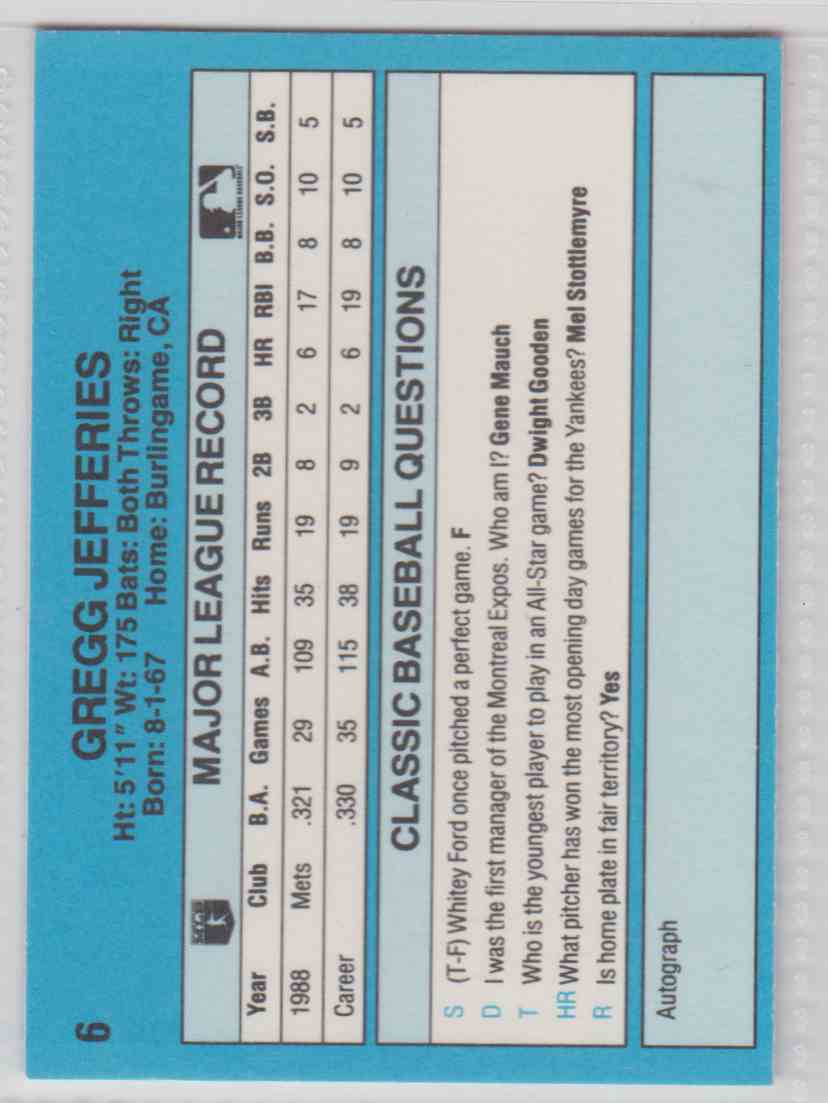 6
GREGG JEFFERIES
Ht: 5'11" Wt: 175 Bats: Both Throws: Right
Born: 8-1-67 Home: Burlingame, CA
MAJOR LEAGUE RECORD
MAJOR LEAGUE BASEBALL
Year Club B.A. Games A.B. Hits Runs 2B 3B HR RBI B.B. S.O. S.B.
1988 Mets .321 29 109 35 19 8 2 6 17 8 10 5
Career .330 35 115 38 19 9 2 6 19 8 10 5
CLASSIC BASEBALL QUESTIONS
S (T-F) Whitey Ford once pitched a perfect game. F
D I was the first manager of the Montreal Expos. Who am I? Gene Mauch
T Who is the youngest player to play in an All-Star game? Dwight Gooden
HR What pitcher has won the most opening day games for the Yankees? Mel Stottlemyre
R Is home plate in fair territory? Yes
Autograph